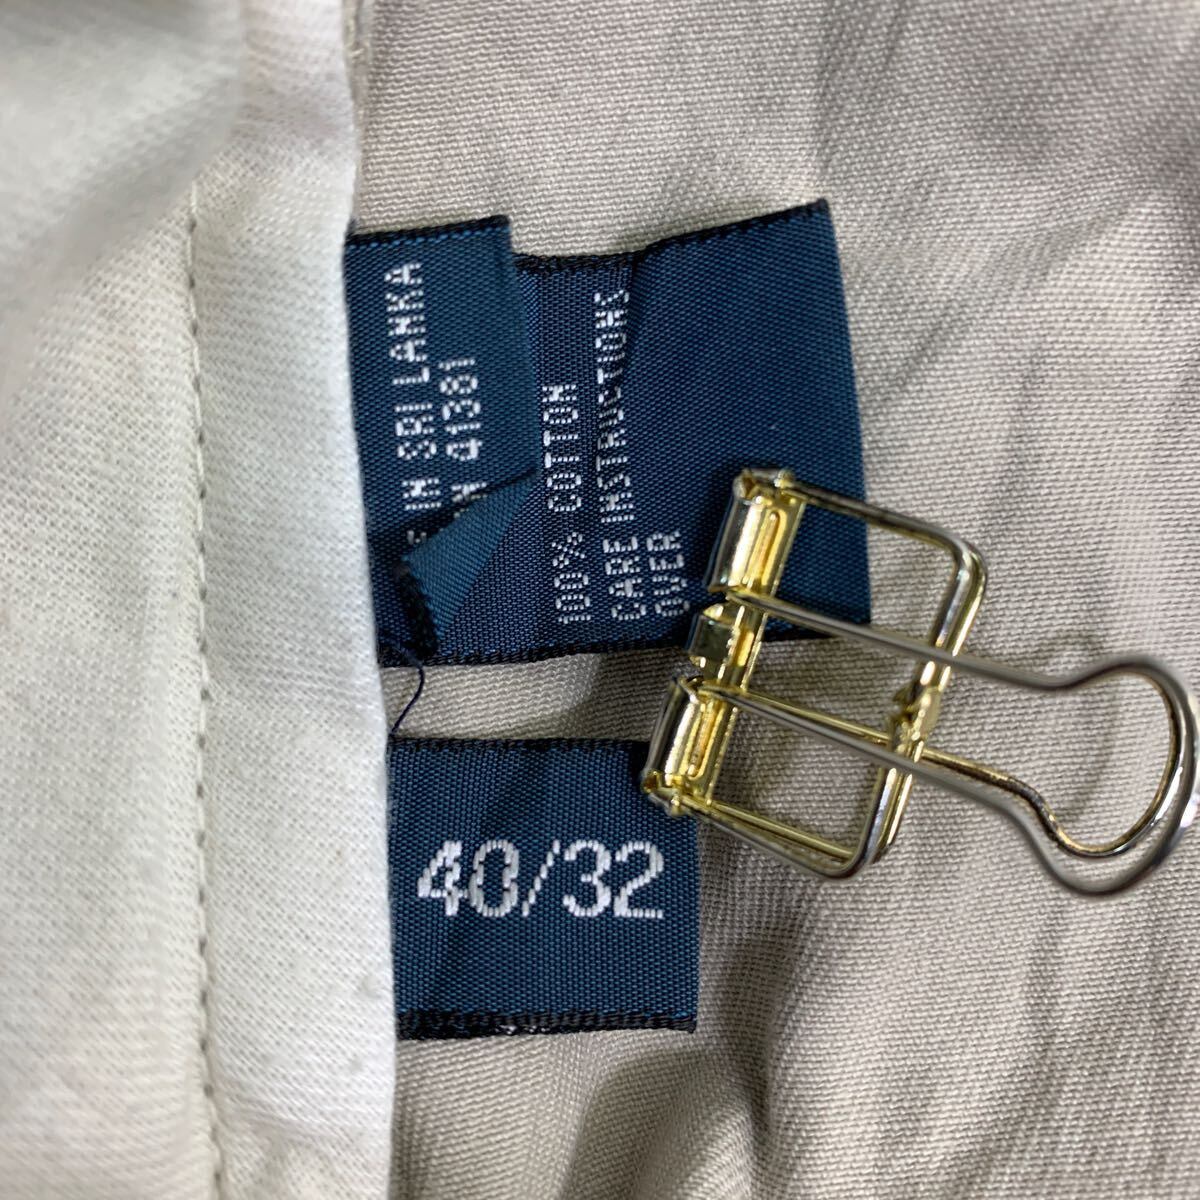 IN SRI LANKA
41381
100% COTTON
CARE INSTRUCTIONS
OVER
40/32